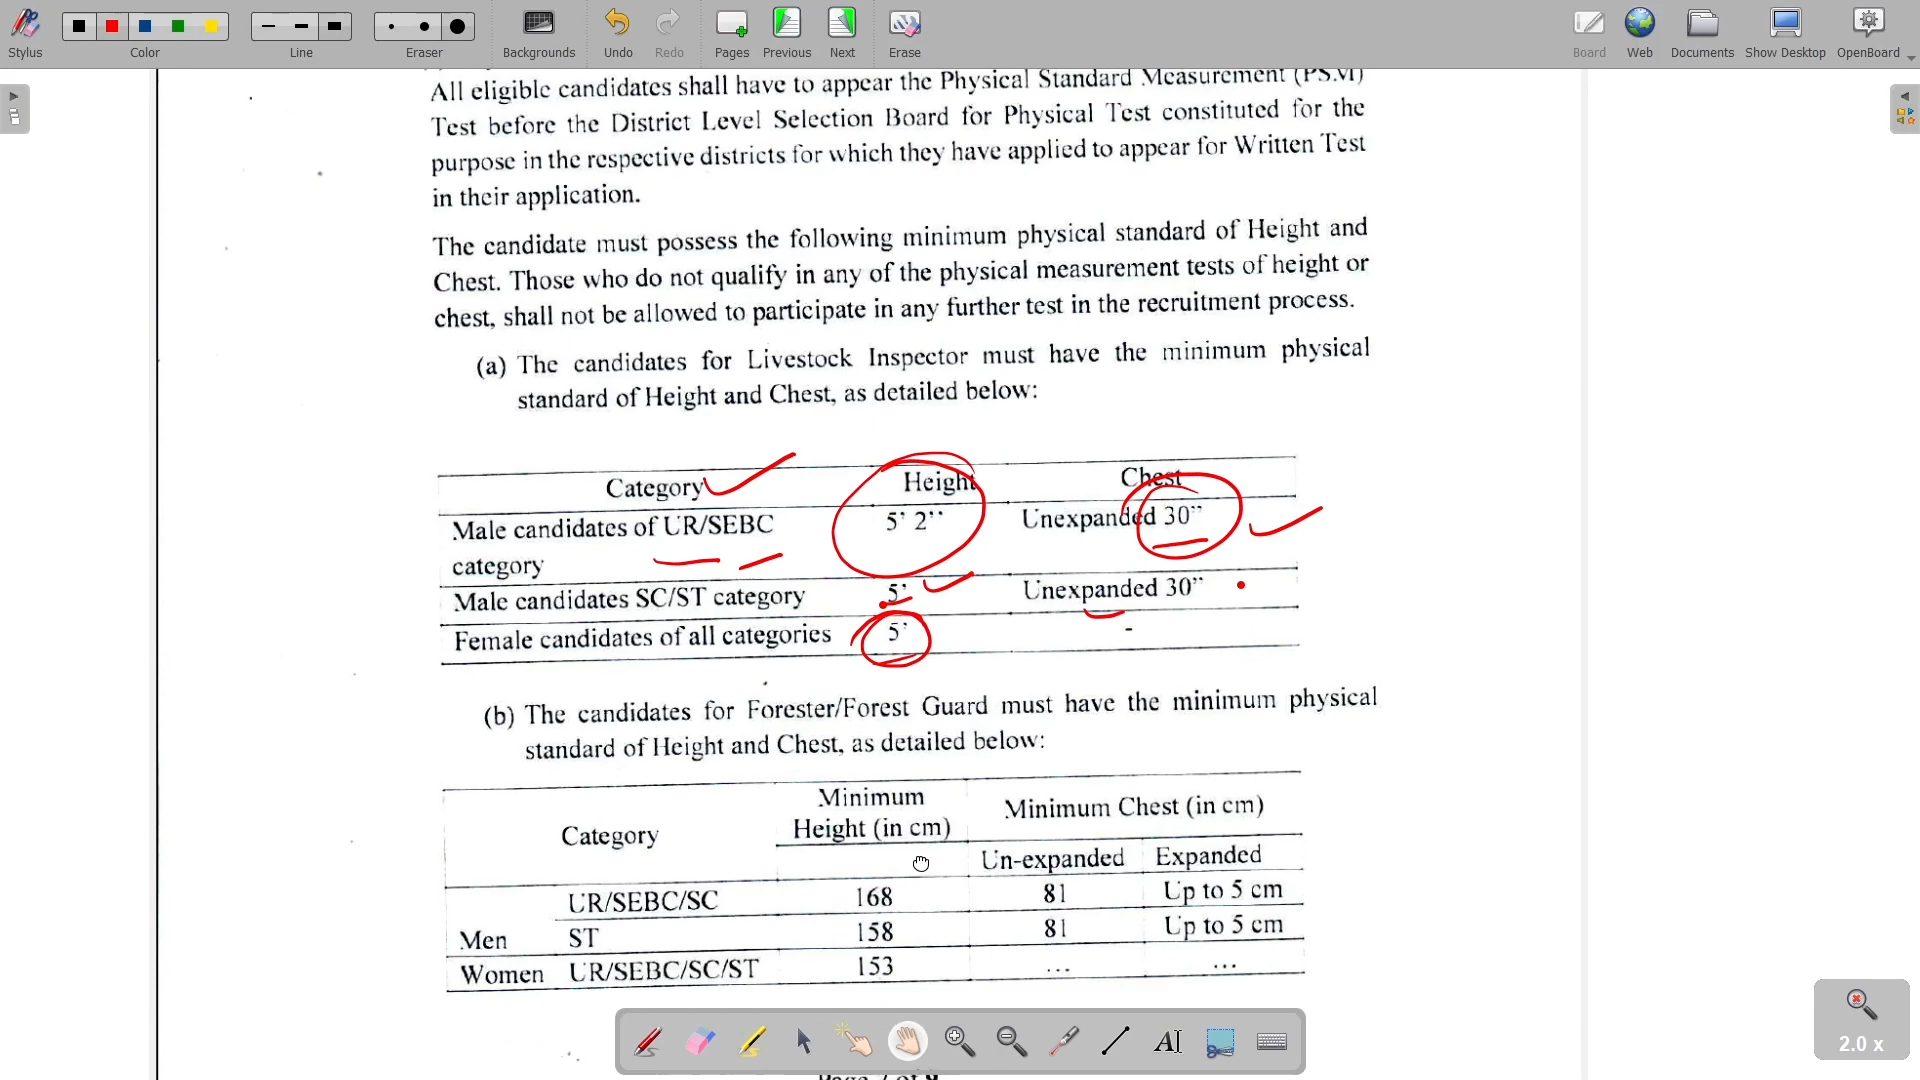 Stylus Color Line Eraser Backgrounds Undo Redo Pages Previous Next Erase Board Web Documents Show Desktop OpenBoard
All eligible candidates shall have to appear the Physical Standard Measurement (PSM)
Test before the District Level Selection Board for Physical Test constituted for the
purpose in the respective districts for which they have applied to appear for Written Test
in their application.
The candidate must possess the following minimum physical standard of Height and
Chest. Those who do not qualify in any of the physical measurement tests of height or
chest, shall not be allowed to participate in any further test in the recruitment process.
(a) The candidates for Livestock Inspector must have the minimum physical
standard of Height and Chest, as detailed below:
Category Height Chest
Male candidates of UR/SEBC 5' 2'' Unexpanded 30''
category
Male candidates SC/ST category 5' Unexpanded 30''
Female candidates of all categories 5' -
(b) The candidates for Forester/Forest Guard must have the minimum physical
standard of Height and Chest, as detailed below:
Category Minimum Minimum Chest (in cm)
Height (in cm)
Un-expanded Expanded
UR/SEBC/SC 168 81 Up to 5 cm
Men ST 158 81 Up to 5 cm
Women UR/SEBC/SC/ST 153 ... ...
Page 7 of 9
2.0 x